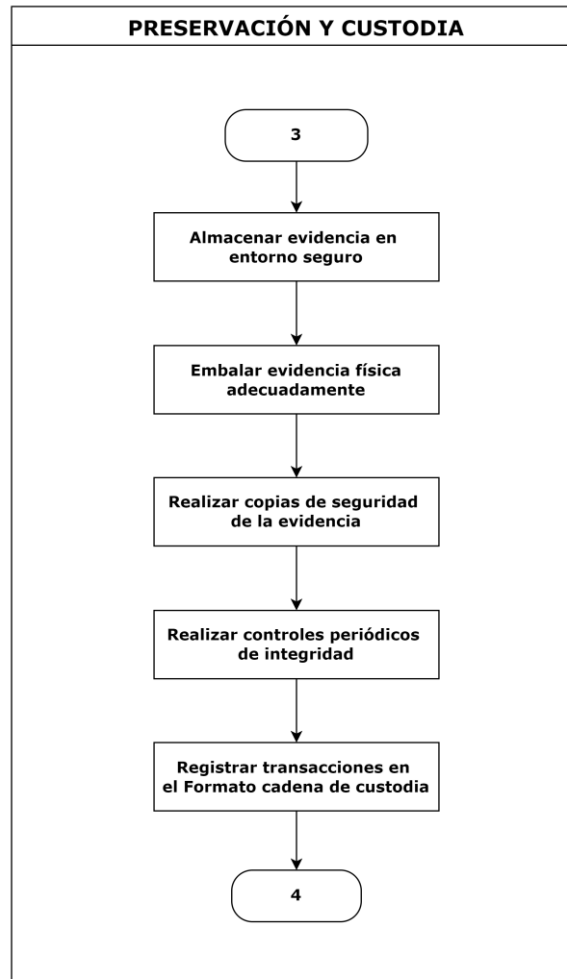 PRESERVACIÓN Y CUSTODIA
3
Almacenar evidencia en
entorno seguro
Embalar evidencia física
adecuadamente
Realizar copias de seguridad
de la evidencia
Realizar controles periódicos
de integridad
Registrar transacciones en
el Formato cadena de custodia
4